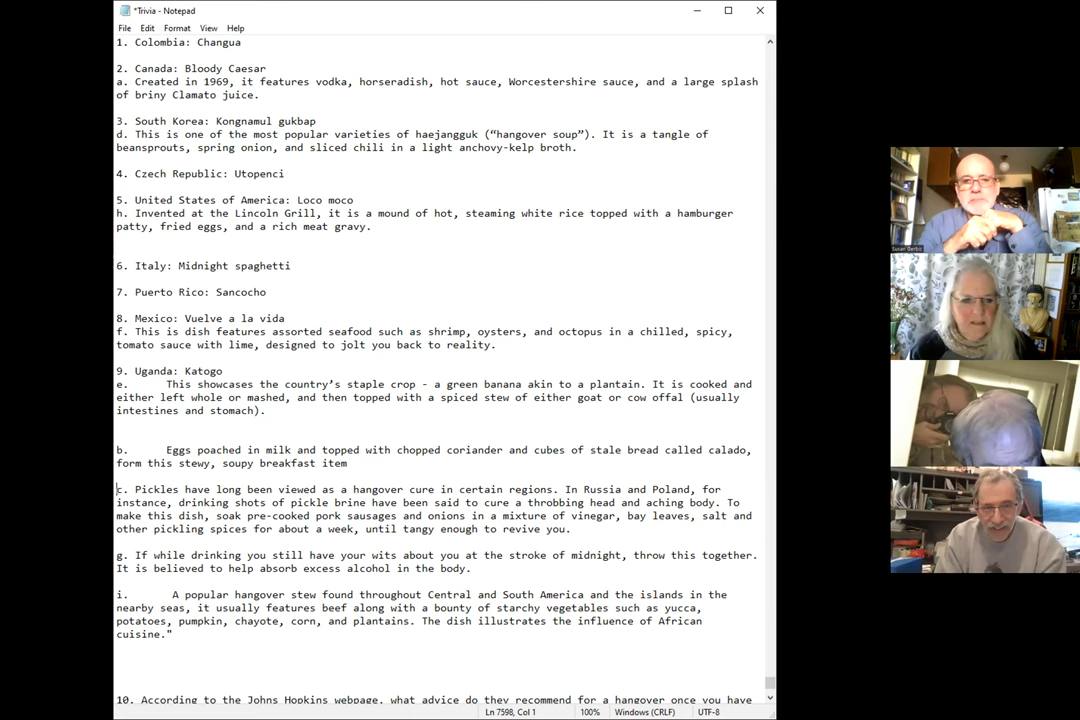 *Trivia - Notepad
File Edit Format View Help
1. Colombia: Changua
2. Canada: Bloody Caesar
a. Created in 1969, it features vodka, horseradish, hot sauce, Worcestershire sauce, and a large splash
of briny Clamato juice.
3. South Korea: Kongnamul gukbap
d. This is one of the most popular varieties of haejangguk (“hangover soup”). It is a tangle of
beansprouts, spring onion, and sliced chili in a light anchovy-kelp broth.
4. Czech Republic: Utopenci
5. United States of America: Loco moco
h. Invented at the Lincoln Grill, it is a mound of hot, steaming white rice topped with a hamburger
patty, fried eggs, and a rich meat gravy.
6. Italy: Midnight spaghetti
7. Puerto Rico: Sancocho
8. Mexico: Vuelve a la vida
f. This is dish features assorted seafood such as shrimp, oysters, and octopus in a chilled, spicy,
tomato sauce with lime, designed to jolt you back to reality.
9. Uganda: Katogo
e. This showcases the country’s staple crop - a green banana akin to a plantain. It is cooked and
either left whole or mashed, and then topped with a spiced stew of either goat or cow offal (usually
intestines and stomach).
b. Eggs poached in milk and topped with chopped coriander and cubes of stale bread called calado,
form this stewy, soupy breakfast item
c. Pickles have long been viewed as a hangover cure in certain regions. In Russia and Poland, for
instance, drinking shots of pickle brine have been said to cure a throbbing head and aching body. To
make this dish, soak pre-cooked pork sausages and onions in a mixture of vinegar, bay leaves, salt and
other pickling spices for about a week, until tangy enough to revive you.
g. If while drinking you still have your wits about you at the stroke of midnight, throw this together.
It is believed to help absorb excess alcohol in the body.
i. A popular hangover stew found throughout Central and South America and the islands in the
nearby seas, it usually features beef along with a bounty of starchy vegetables such as yucca,
potatoes, pumpkin, chayote, corn, and plantains. The dish illustrates the influence of African
cuisine."
10. According to the Johns Hopkins webpage, what advice do they recommend for a hangover once you have
Ln 7598, Col 1 100% Windows (CRLF) UTF-8
Susan Gerbic